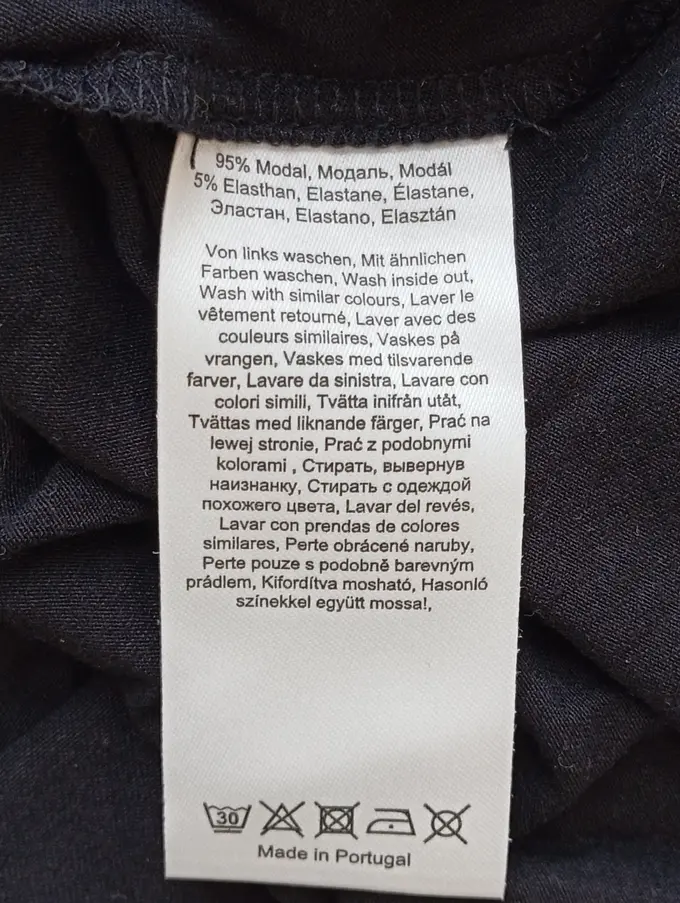 95% Modal, Модаль, Modál
5% Elasthan, Elastane, Élastane,
Эластан, Elastano, Elasztán
Von links waschen, Mit ähnlichen
Farben waschen, Wash inside out,
Wash with similar colours, Laver le
vêtement retourné, Laver avec des
couleurs similaires, Vaskes på
vrangen, Vaskes med tilsvarende
farver, Lavare da sinistra, Lavare con
colori simili, Tvätta inifrån utåt,
Tvättas med liknande färger, Prać na
lewej stronie, Prać z podobnymi
kolorami , Стирать, вывернув
наизнанку, Стирать с одеждой
похожего цвета, Lavar del revés,
Lavar con prendas de colores
similares, Perte obrácené naruby,
Perte pouze s podobně barevným
prádlem, Kifordítva mosható, Hasonló
színekkel együtt mossa!,
30
Made in Portugal